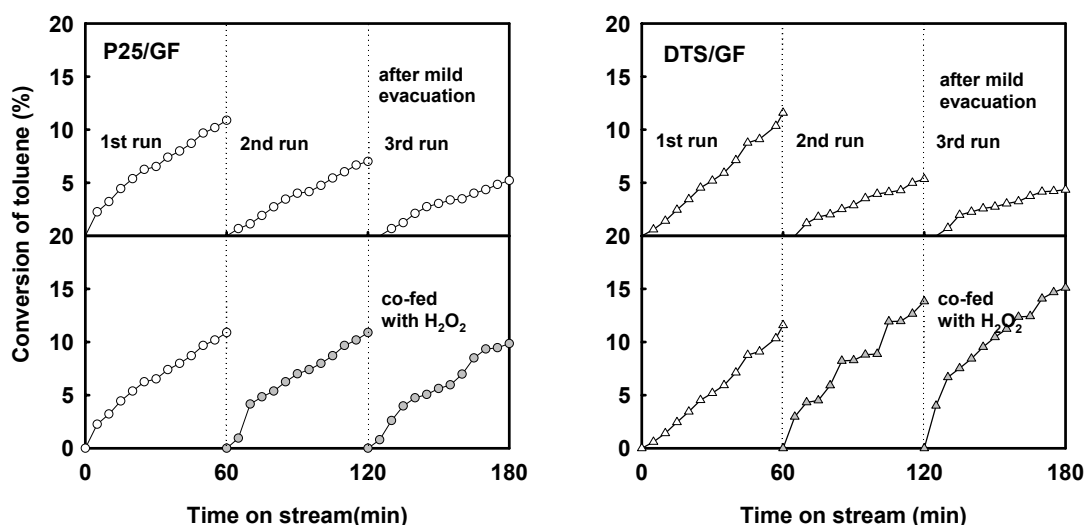 20
15
10
5
20
15
10
5
0
Conversion of toluene (%)
P25/GF
after mild
evacuation
1st run
2nd run
3rd run
co-fed
with H₂O₂
0
60
120
180
Time on stream(min)
20
15
10
5
20
15
10
5
0
DTS/GF
after mild
evacuation
1st run
2nd run
3rd run
co-fed
with H₂O₂
0
60
120
180
Time on stream (min)